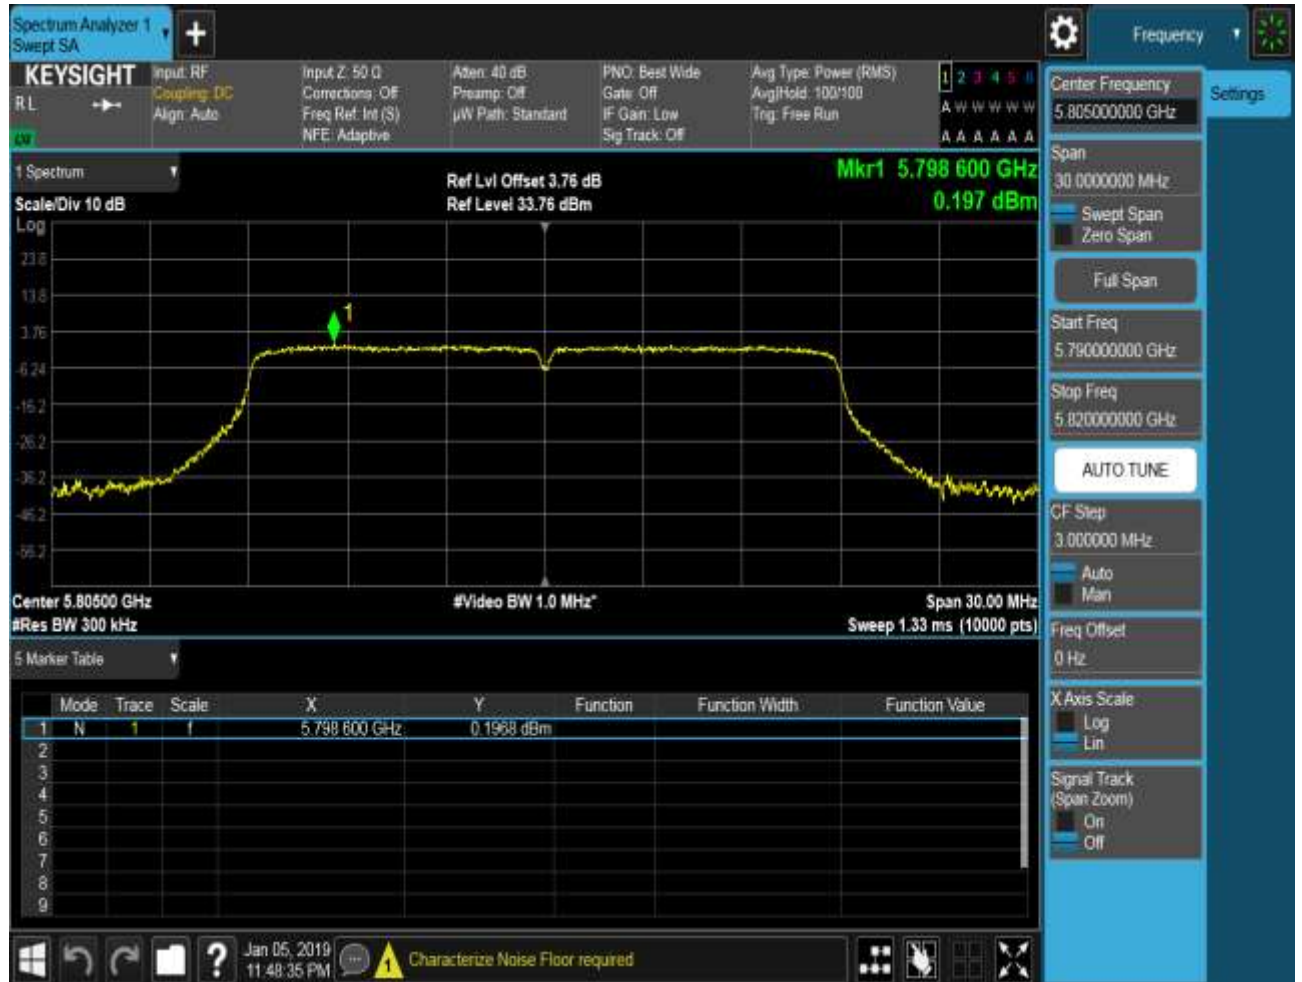 Spectrum Analyzer 1
Swept SA
Frequency
KEYSIGHT
R L
Input: RF
Coupling: DC
Align: Auto
Input Z: 50 Ω
Corrections: Off
Freq Ref: Int (S)
NFE: Adaptive
Atten: 40 dB
Preamp: Off
µW Path: Standard
PNO: Best Wide
Gate: Off
IF Gain: Low
Sig Track: Off
Avg Type: Power (RMS)
Avg|Hold: 100/100
Trig: Free Run
1 2 3 4 5 6
A W W W W W
A A A A A A
1 Spectrum
Scale/Div 10 dB
Ref Lvl Offset 3.76 dB
Ref Level 33.76 dBm
Mkr1 5.798 600 GHz
0.197 dBm
Log
23.8
13.8
3.76
-6.24
-16.2
-26.2
-36.2
-46.2
-56.2
1
Center 5.80500 GHz
#Res BW 300 kHz
#Video BW 1.0 MHz*
Span 30.00 MHz
Sweep 1.33 ms (10000 pts)
5 Marker Table
Mode Trace Scale X Y Function Function Width Function Value
1 N 1 f 5.798 600 GHz 0.1968 dBm
2
3
4
5
6
7
8
9
Jan 05, 2019
11:48:35 PM
Characterize Noise Floor required
Settings
Center Frequency
5.805000000 GHz
Span
30.0000000 MHz
Swept Span
Zero Span
Full Span
Start Freq
5.790000000 GHz
Stop Freq
5.820000000 GHz
AUTO TUNE
CF Step
3.000000 MHz
Auto
Man
Freq Offset
0 Hz
X Axis Scale
Log
Lin
Signal Track
(Span Zoom)
On
Off